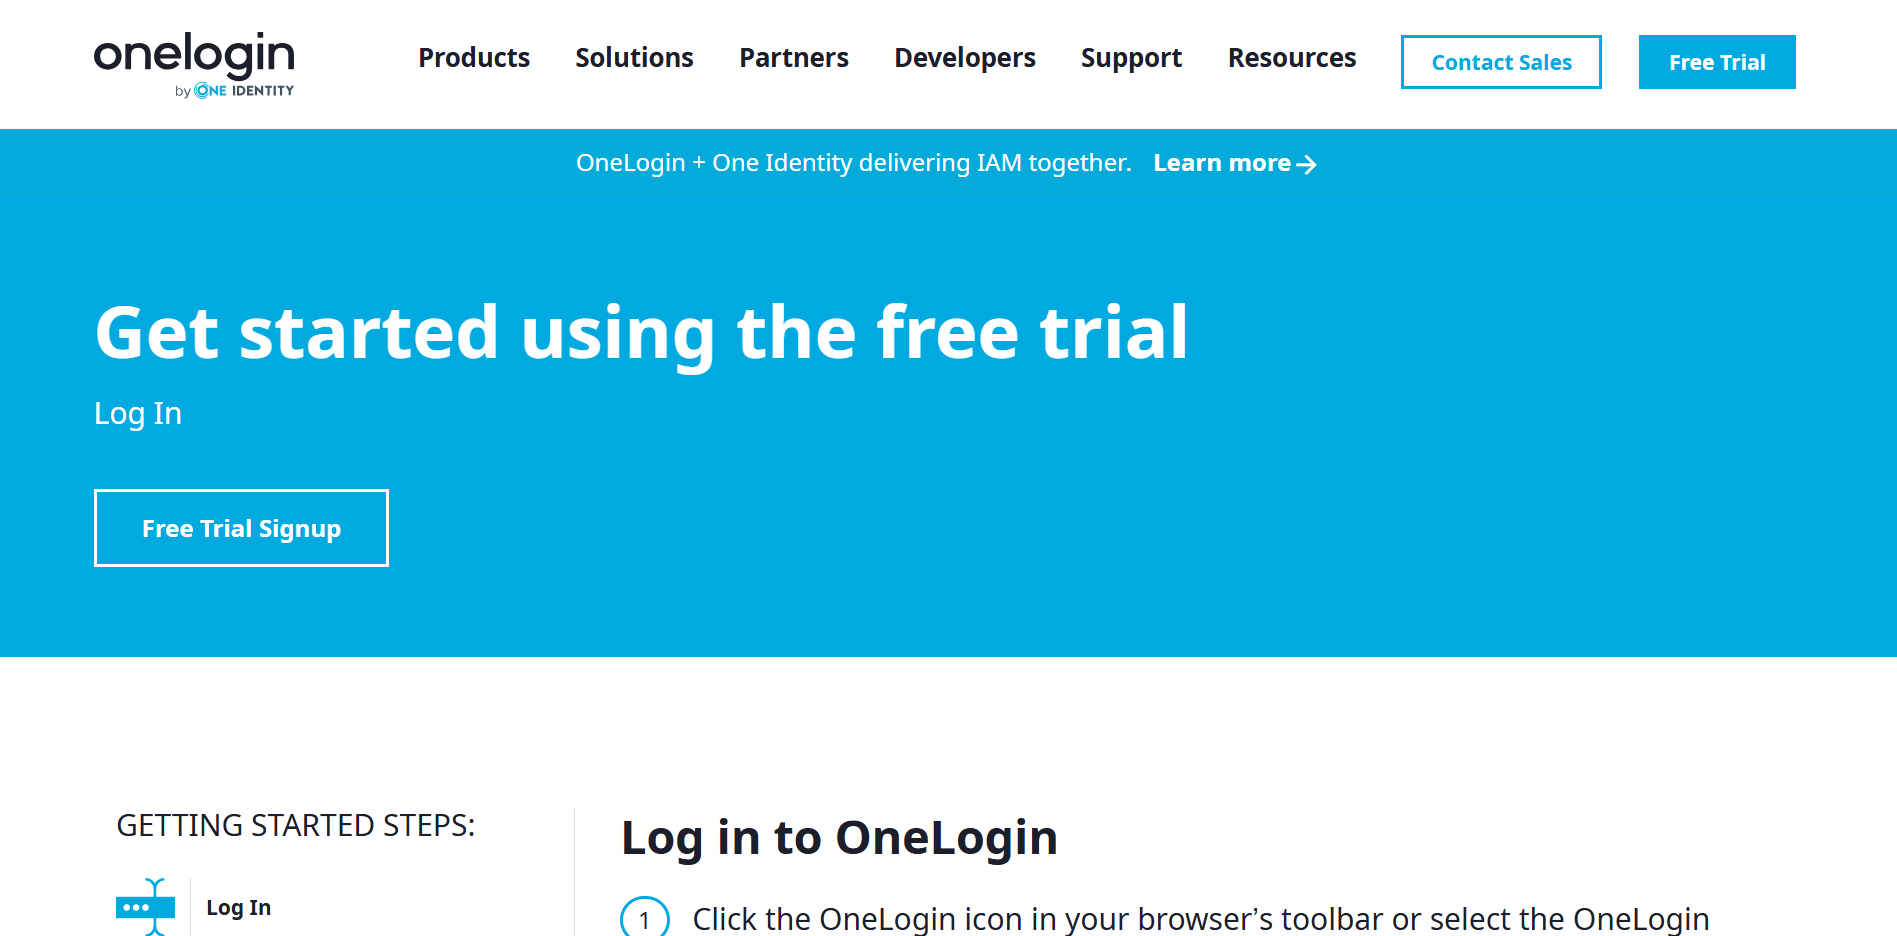 onelogin
by ONE IDENTITY
Products Solutions Partners Developers Support Resources Contact Sales Free Trial
OneLogin + One Identity delivering IAM together. Learn more
Get started using the free trial
Log In
Free Trial Signup
GETTING STARTED STEPS:
Log In
Log in to OneLogin
1 Click the OneLogin icon in your browser’s toolbar or select the OneLogin